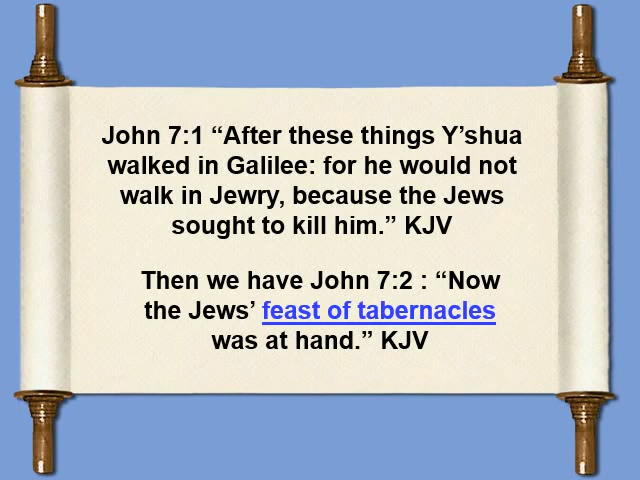 John 7:1 “After these things Y’shua
walked in Galilee: for he would not
walk in Jewry, because the Jews
sought to kill him.” KJV
Then we have John 7:2 : “Now
the Jews’ feast of tabernacles
was at hand.” KJV